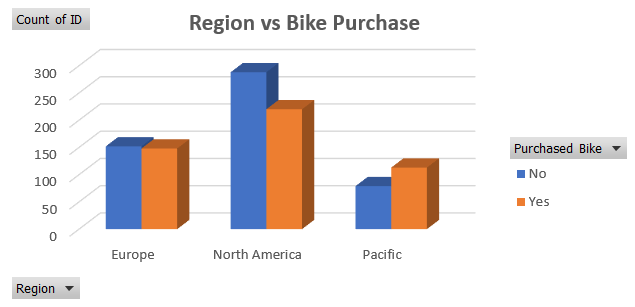 Count of ID
Region vs Bike Purchase
300
250
200
150
100
50
0
Europe
North America
Pacific
Purchased Bike
No
Yes
Region